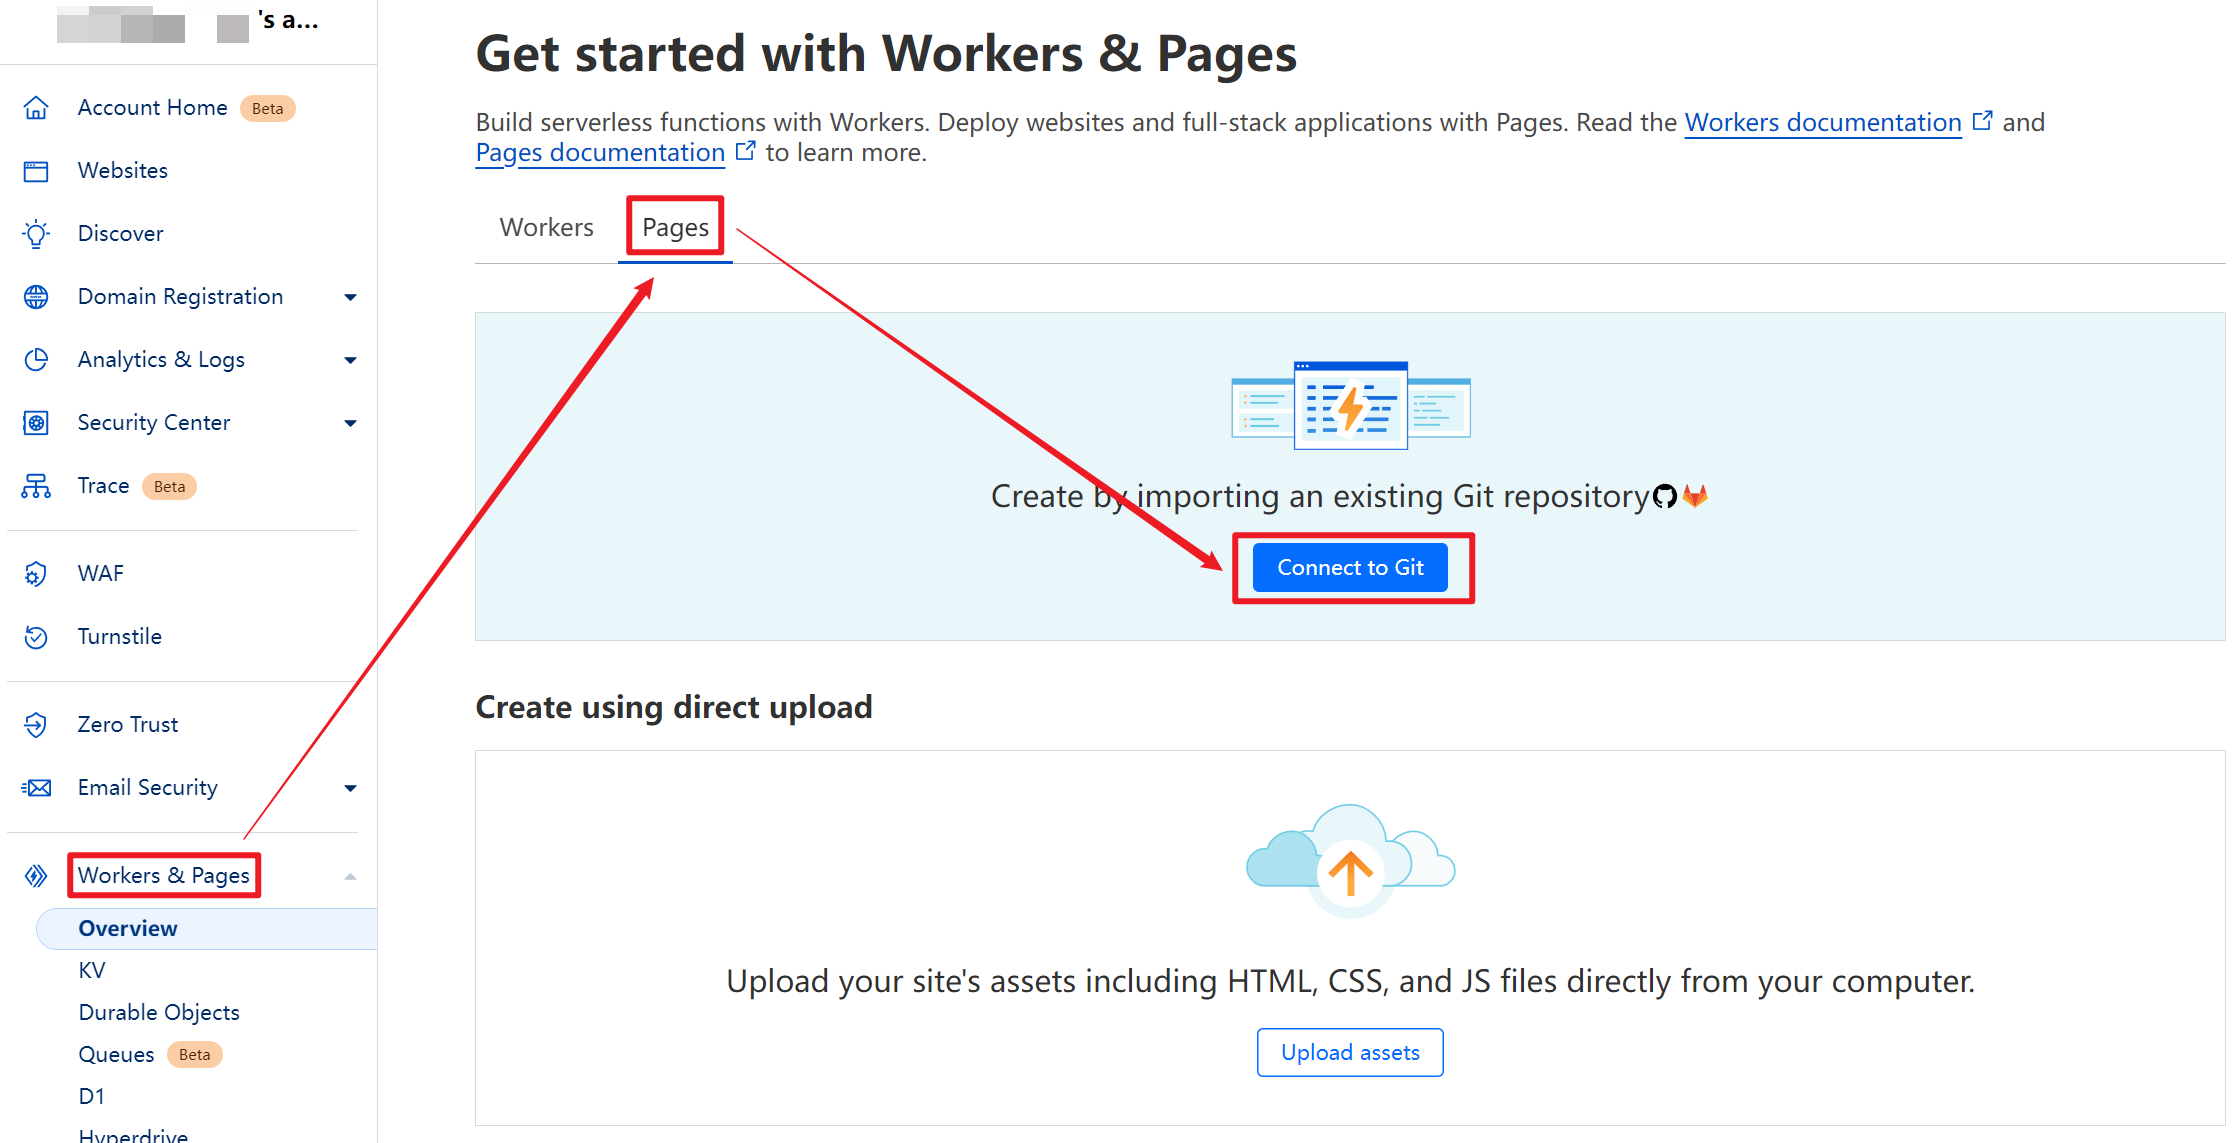 's a...
Account Home Beta
Websites
Discover
Domain Registration
Analytics & Logs
Security Center
Trace Beta
WAF
Turnstile
Zero Trust
Email Security
Workers & Pages
Overview
KV
Durable Objects
Queues Beta
D1
Hyperdrive
Get started with Workers & Pages
Build serverless functions with Workers. Deploy websites and full-stack applications with Pages. Read the Workers documentation and
Pages documentation to learn more.
Workers Pages
Create by importing an existing Git repository
Connect to Git
Create using direct upload
Upload your site's assets including HTML, CSS, and JS files directly from your computer.
Upload assets